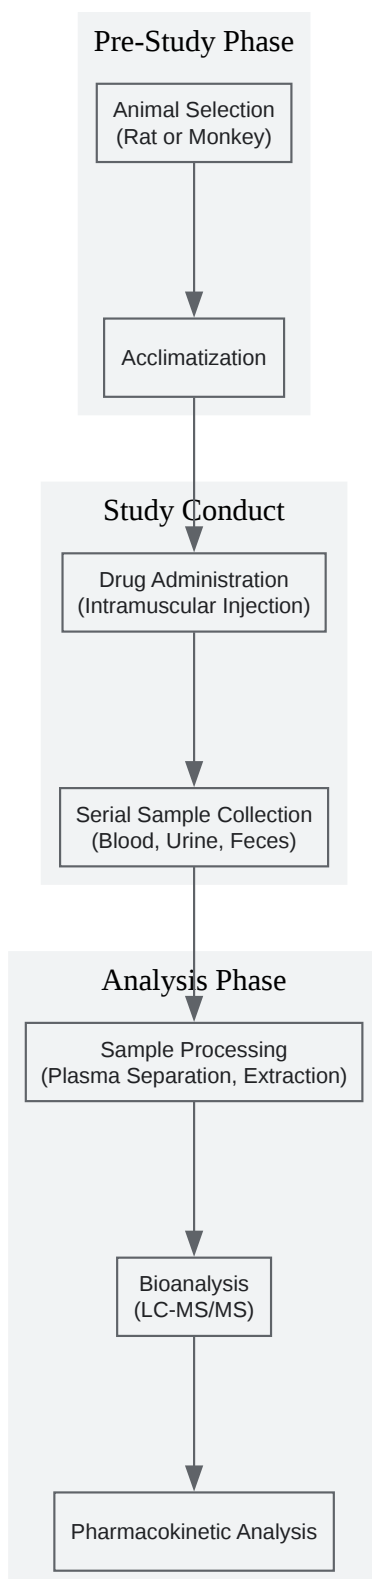 Pre-Study Phase
Animal Selection
(Rat or Monkey)
Acclimatization
Study Conduct
Drug Administration
(Intramuscular Injection)
Serial Sample Collection
(Blood, Urine, Feces)
Analysis Phase
Sample Processing
(Plasma Separation, Extraction)
Bioanalysis
(LC-MS/MS)
Pharmacokinetic Analysis